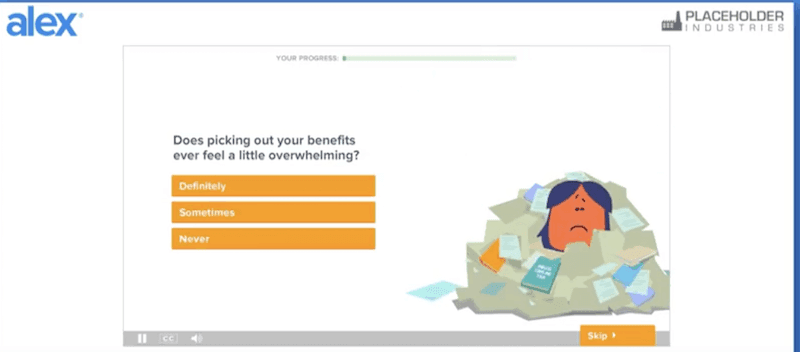 alex®
PLACEHOLDER
INDUSTRIES
YOUR PROGRESS:
Does picking out your benefits
ever feel a little overwhelming?
Definitely
Sometimes
Never
CC
Skip